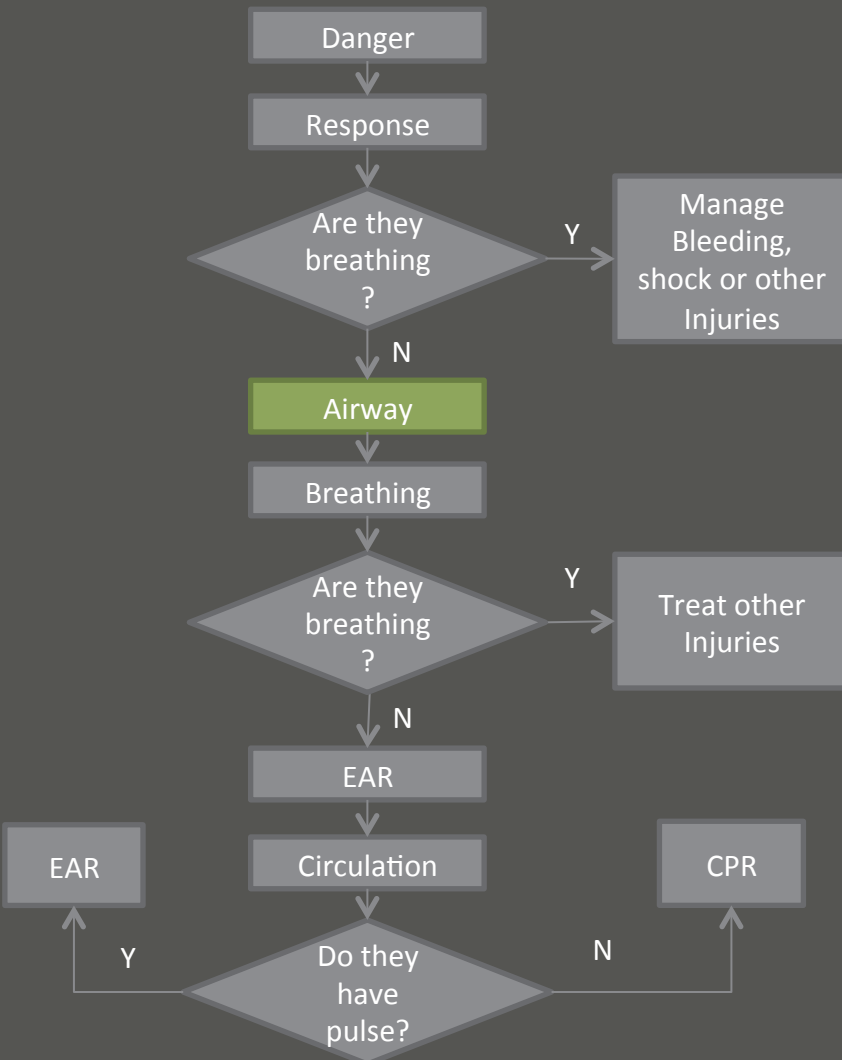 Danger
Response
Are they
breathing
?
Y
Manage
Bleeding,
shock or other
Injuries
N
Airway
Breathing
Are they
breathing
?
Y
Treat other
Injuries
N
EAR
Circulation
EAR
CPR
Y
Do they
have
pulse?
N